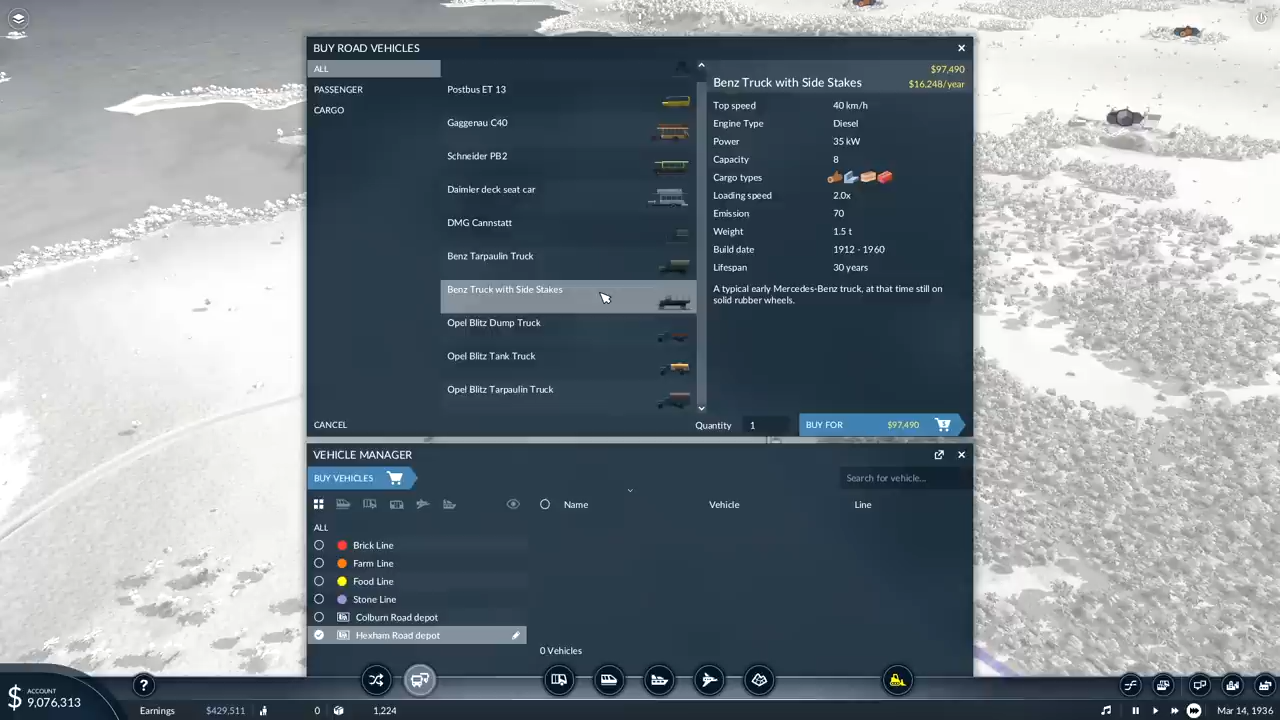 BUY ROAD VEHICLES
ALL
PASSENGER
CARGO
Postbus ET 13
Gaggenau C40
Schneider PB2
Daimler deck seat car
DMG Cannstatt
Benz Tarpaulin Truck
Benz Truck with Side Stakes
Opel Blitz Dump Truck
Opel Blitz Tank Truck
Opel Blitz Tarpaulin Truck
$97,490
Benz Truck with Side Stakes $16,248/year
Top speed 40 km/h
Engine Type Diesel
Power 35 kW
Capacity 8
Cargo types
Loading speed 2.0x
Emission 70
Weight 1.5 t
Build date 1912 - 1960
Lifespan 30 years
A typical early Mercedes-Benz truck, at that time still on
solid rubber wheels.
CANCEL Quantity 1 BUY FOR $97,490
VEHICLE MANAGER
BUY VEHICLES Search for vehicle...
Name Vehicle Line
ALL
Brick Line
Farm Line
Food Line
Stone Line
Colburn Road depot
Hexham Road depot
0 Vehicles
$ ACCOUNT
9,076,313
?
Earnings $429,511 0 1,224 Mar 14, 1936